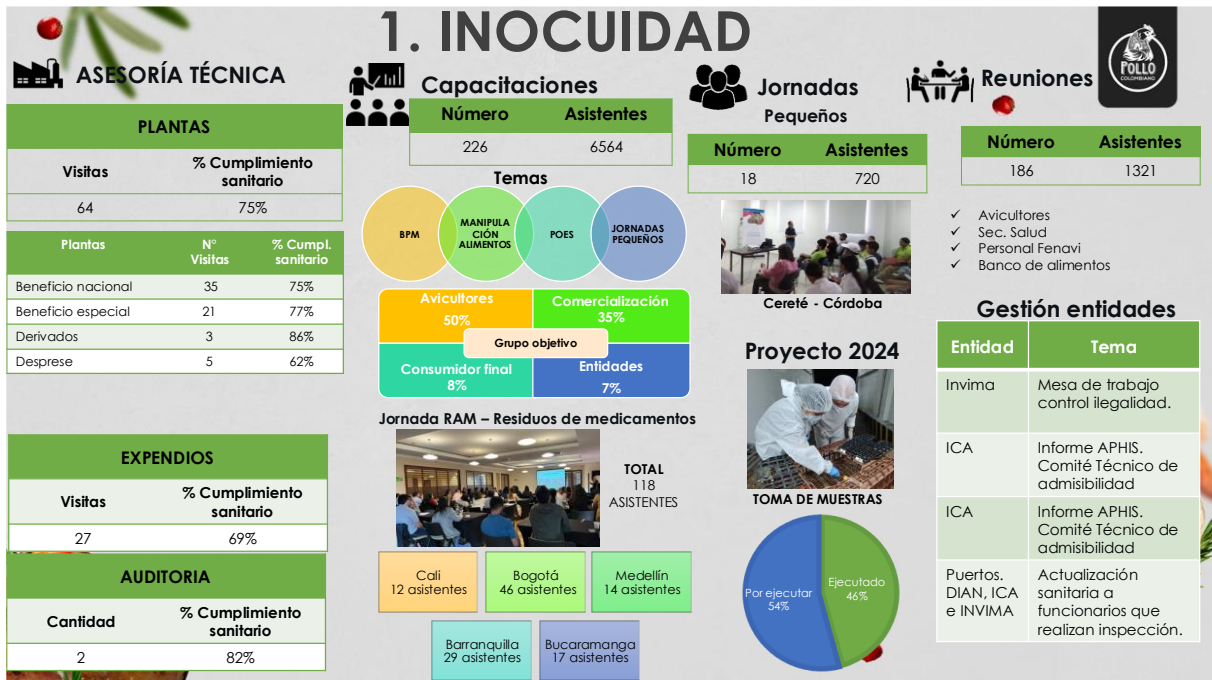 1. INOCUIDAD
ASESORÍA TÉCNICA
PLANTAS
Visitas % Cumplimiento sanitario
64 75%
Plantas N° Visitas % Cumpl. sanitario
Beneficio nacional 35 75%
Beneficio especial 21 77%
Derivados 3 86%
Desprese 5 62%
EXPENDIOS
Visitas % Cumplimiento sanitario
27 69%
AUDITORIA
Cantidad % Cumplimiento sanitario
2 82%
Capacitaciones
Número Asistentes
226 6564
Temas
BPM
MANIPULA
CIÓN
ALIMENTOS
POES
JORNADAS
PEQUEÑOS
Avicultores
50%
Comercialización
35%
Grupo objetivo
Consumidor final
8%
Entidades
7%
Jornada RAM – Residuos de medicamentos
TOTAL
118
ASISTENTES
Cali
12 asistentes
Bogotá
46 asistentes
Medellín
14 asistentes
Barranquilla
29 asistentes
Bucaramanga
17 asistentes
Jornadas
Pequeños
Número Asistentes
18 720
Cereté - Córdoba
Proyecto 2024
TOMA DE MUESTRAS
Por ejecutar
54%
Ejecutado
46%
Reuniones
POLLO
COLOMBIANO
Número Asistentes
186 1321
✓ Avicultores
✓ Sec. Salud
✓ Personal Fenavi
✓ Banco de alimentos
Gestión entidades
Entidad Tema
Invima Mesa de trabajo
control ilegalidad.
ICA Informe APHIS.
Comité Técnico de
admisibilidad
ICA Informe APHIS.
Comité Técnico de
admisibilidad
Puertos. Actualización
DIAN, ICA sanitaria a
e INVIMA funcionarios que
realizan inspección.